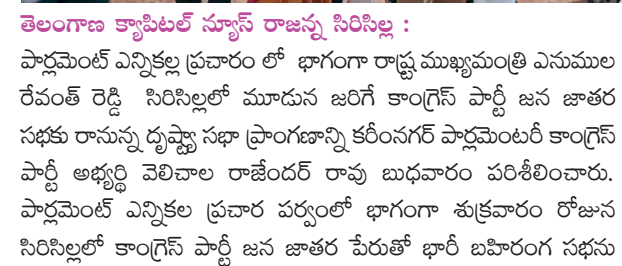 తెలంగాణ క్యాపిటల్ న్యూస్ రాజన్న సిరిసిల్ల :
పార్లమెంట్ ఎన్నికల్ల ప్రచారం లో భాగంగా రాష్ట్ర ముఖ్యమంత్రి ఎనుముల
రేవంత్ రెడ్డి సిరిసిల్లలో మూడున జరిగే కాంగ్రెస్ పార్టీ జన జాతర
సభకు రానున్న దృష్ట్యా సభా ప్రాంగణాన్ని కరీంనగర్ పార్లమెంటరీ కాంగ్రెస్
పార్టీ అభ్యర్థి వెలిచాల రాజేందర్ రావు బుధవారం పరిశీలించారు.
పార్లమెంట్ ఎన్నికల ప్రచార పర్వంలో భాగంగా శుక్రవారం రోజున
సిరిసిల్లలో కాంగ్రెస్ పార్టీ జన జాతర పేరుతో భారీ బహిరంగ సభను